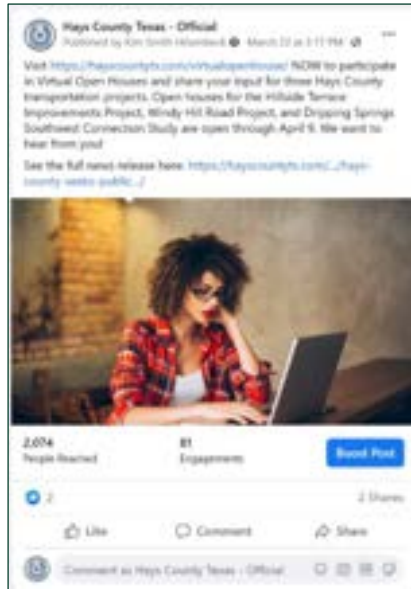 Hays County Texas - Official
Published by Kim Smith · March 22 at 3:17 PM
Visit https://hayscountytx.com/virtualopenhouse/ NOW to participate
in Virtual Open Houses and share your input for three Hays County
transportation projects. Open houses for the Hillside Terrace
Improvements Project, Windy Hill Road Project, and Dripping Springs
Southwest Connection Study are open through April 9. We want to
hear from you!
See the full news release here: https://hayscountytx.com/.../hays-
county-seeks-public.../
2,074
People Reached
81
Engagements
Boost Post
2
2 Shares
Like
Comment
Share
Comment as Hays County Texas - Official